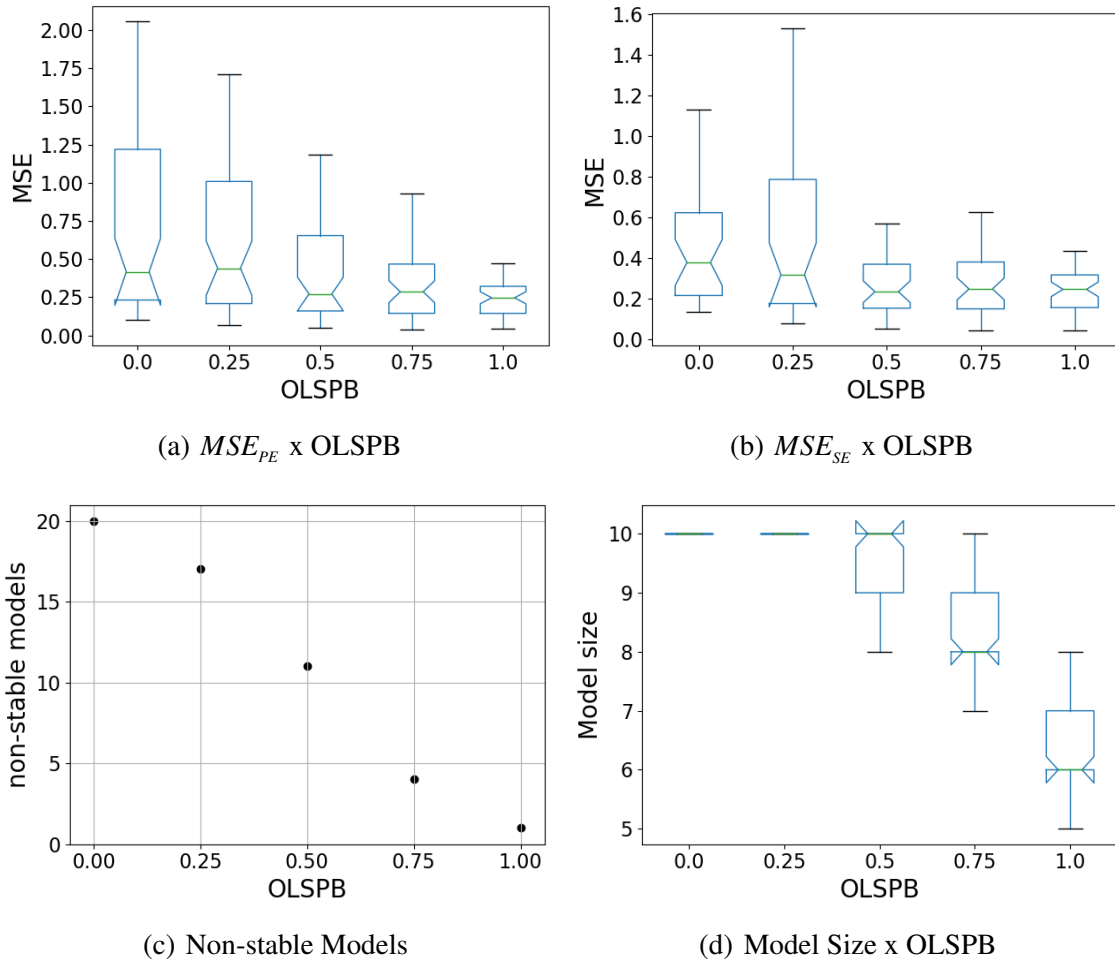 2.00
1.75
1.50
1.25
1.00
0.75
0.50
0.25
0.00
MSE
0.0 0.25 0.5 0.75 1.0
OLSPB
(a) MSE_PE x OLSPB
1.6
1.4
1.2
1.0
0.8
0.6
0.4
0.2
0.0
MSE
0.0 0.25 0.5 0.75 1.0
OLSPB
(b) MSE_SE x OLSPB
20
15
10
5
0
non-stable models
0.00 0.25 0.50 0.75 1.00
OLSPB
(c) Non-stable Models
10
9
8
7
6
5
Model size
0.0 0.25 0.5 0.75 1.0
OLSPB
(d) Model Size x OLSPB